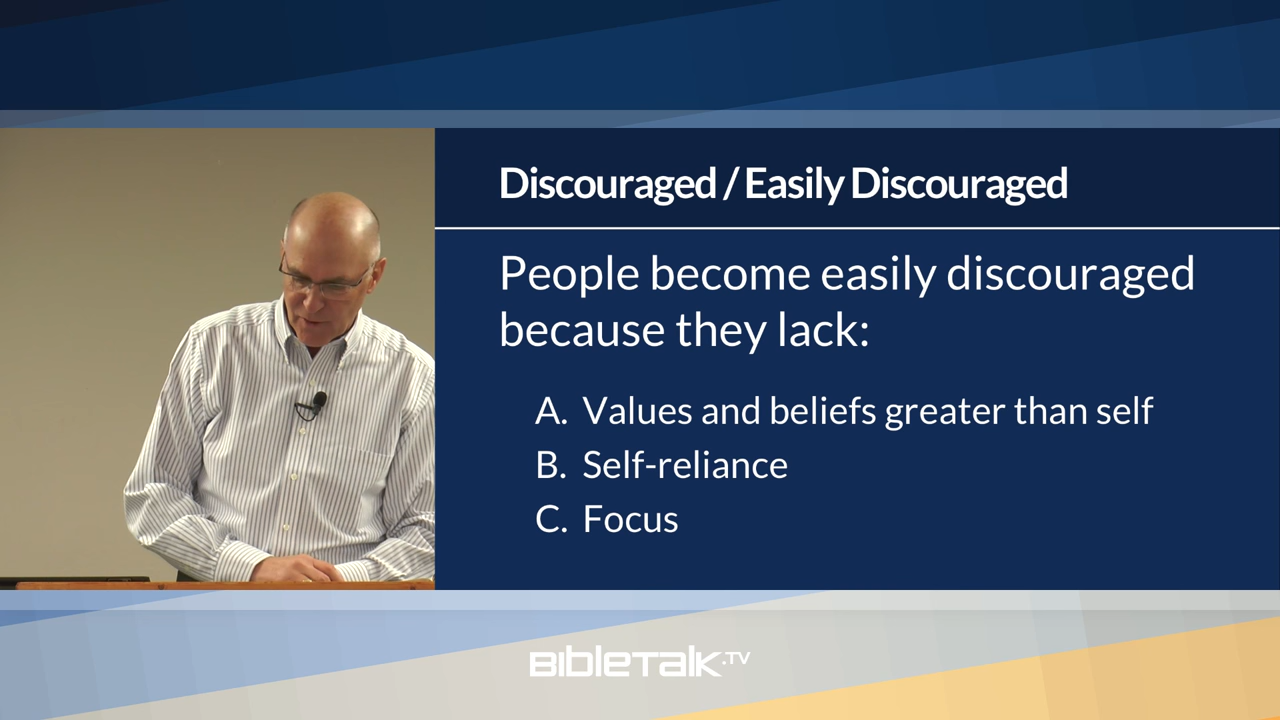 Discouraged / Easily Discouraged
People become easily discouraged
because they lack:
A. Values and beliefs greater than self
B. Self-reliance
C. Focus
BibleTalk.TV